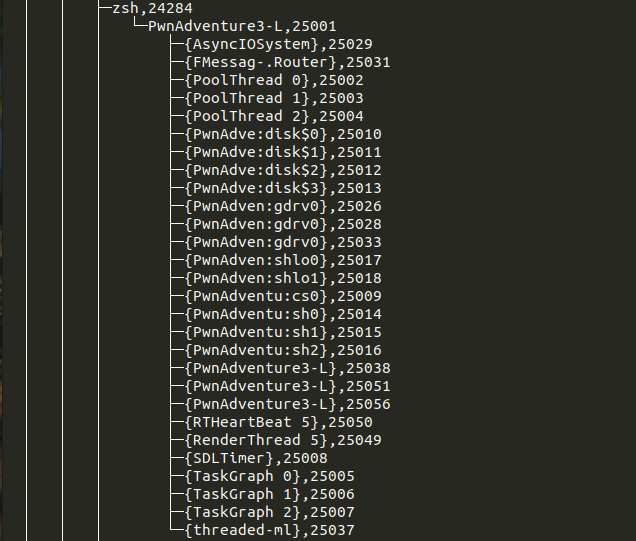 zsh,24284
PwnAdventure3-L,25001
{AsyncIOSystem},25029
{FMessag-.Router},25031
{PoolThread 0},25002
{PoolThread 1},25003
{PoolThread 2},25004
{PwnAdve:disk$0},25010
{PwnAdve:disk$1},25011
{PwnAdve:disk$2},25012
{PwnAdve:disk$3},25013
{PwnAdven:gdrv0},25026
{PwnAdven:gdrv0},25028
{PwnAdven:gdrv0},25033
{PwnAdven:shlo0},25017
{PwnAdven:shlo1},25018
{PwnAdventu:cs0},25009
{PwnAdventu:sh0},25014
{PwnAdventu:sh1},25015
{PwnAdventu:sh2},25016
{PwnAdventure3-L},25038
{PwnAdventure3-L},25051
{PwnAdventure3-L},25056
{RTHeartBeat 5},25050
{RenderThread 5},25049
{SDLTimer},25008
{TaskGraph 0},25005
{TaskGraph 1},25006
{TaskGraph 2},25007
{threaded-ml},25037